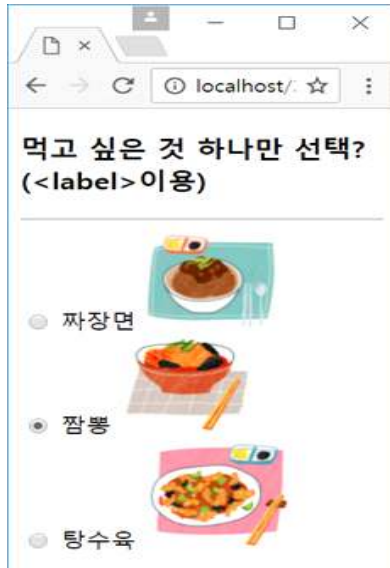 localhost/
먹고 싶은 것 하나만 선택?
(<label>이용)
짜장면
짬뽕
탕수육